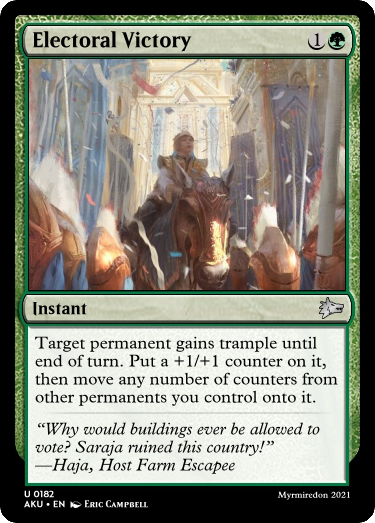 Electoral Victory 1
Instant
Target permanent gains trample until
end of turn. Put a +1/+1 counter on it,
then move any number of counters from
other permanents you control onto it.
“Why would buildings ever be allowed to
vote? Saraja ruined this country!”
—Haja, Host Farm Escapee
U 0182
AKU • EN Eric Campbell
Myrmiredon 2021